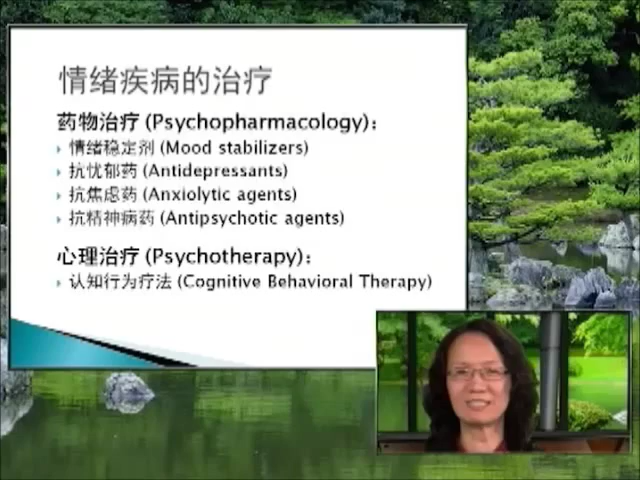 情绪疾病的治疗
药物治疗 (Psychopharmacology)：
情绪稳定剂 (Mood stabilizers)
抗忧郁药 (Antidepressants)
抗焦虑药 (Anxiolytic agents)
抗精神病药 (Antipsychotic agents)
心理治疗 (Psychotherapy)：
认知行为疗法 (Cognitive Behavioral Therapy)